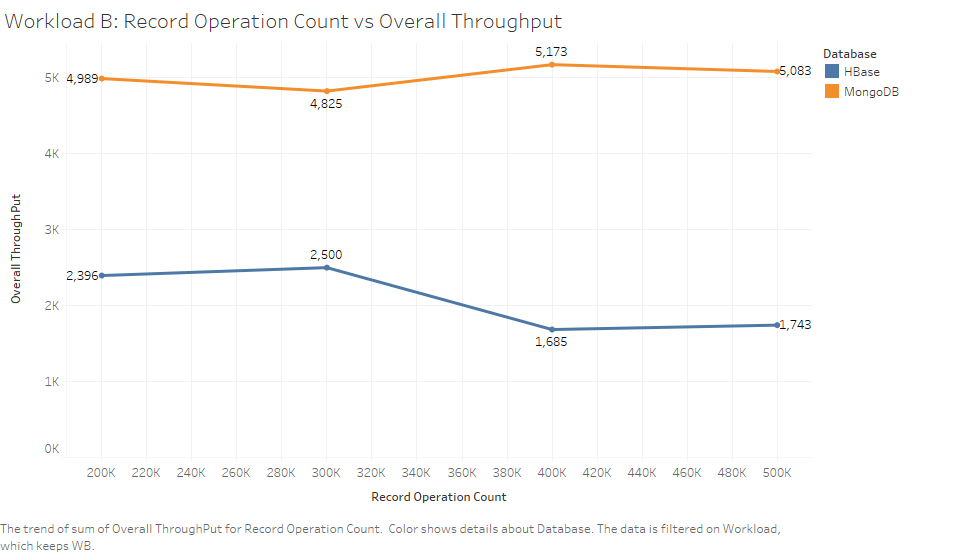 Workload B: Record Operation Count vs Overall Throughput
Database
HBase
MongoDB
Overall ThroughPut
5K
4K
3K
2K
1K
0K
4,989
4,825
5,173
5,083
2,396
2,500
1,685
1,743
200K 220K 240K 260K 280K 300K 320K 340K 360K 380K 400K 420K 440K 460K 480K 500K
Record Operation Count
The trend of sum of Overall ThroughPut for Record Operation Count. Color shows details about Database. The data is filtered on Workload,
which keeps WB.